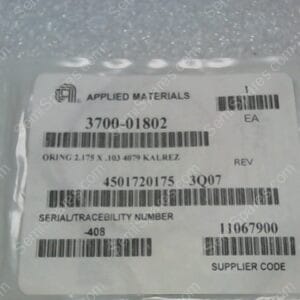 APPLIED MATERIALS
1
EA
3700-01802
ORING 2.175 X .103 4079 KALREZ
REV
4501720175 3Q07
SERIAL/TRACEBILITY NUMBER
-408
11067900
SUPPLIER CODE